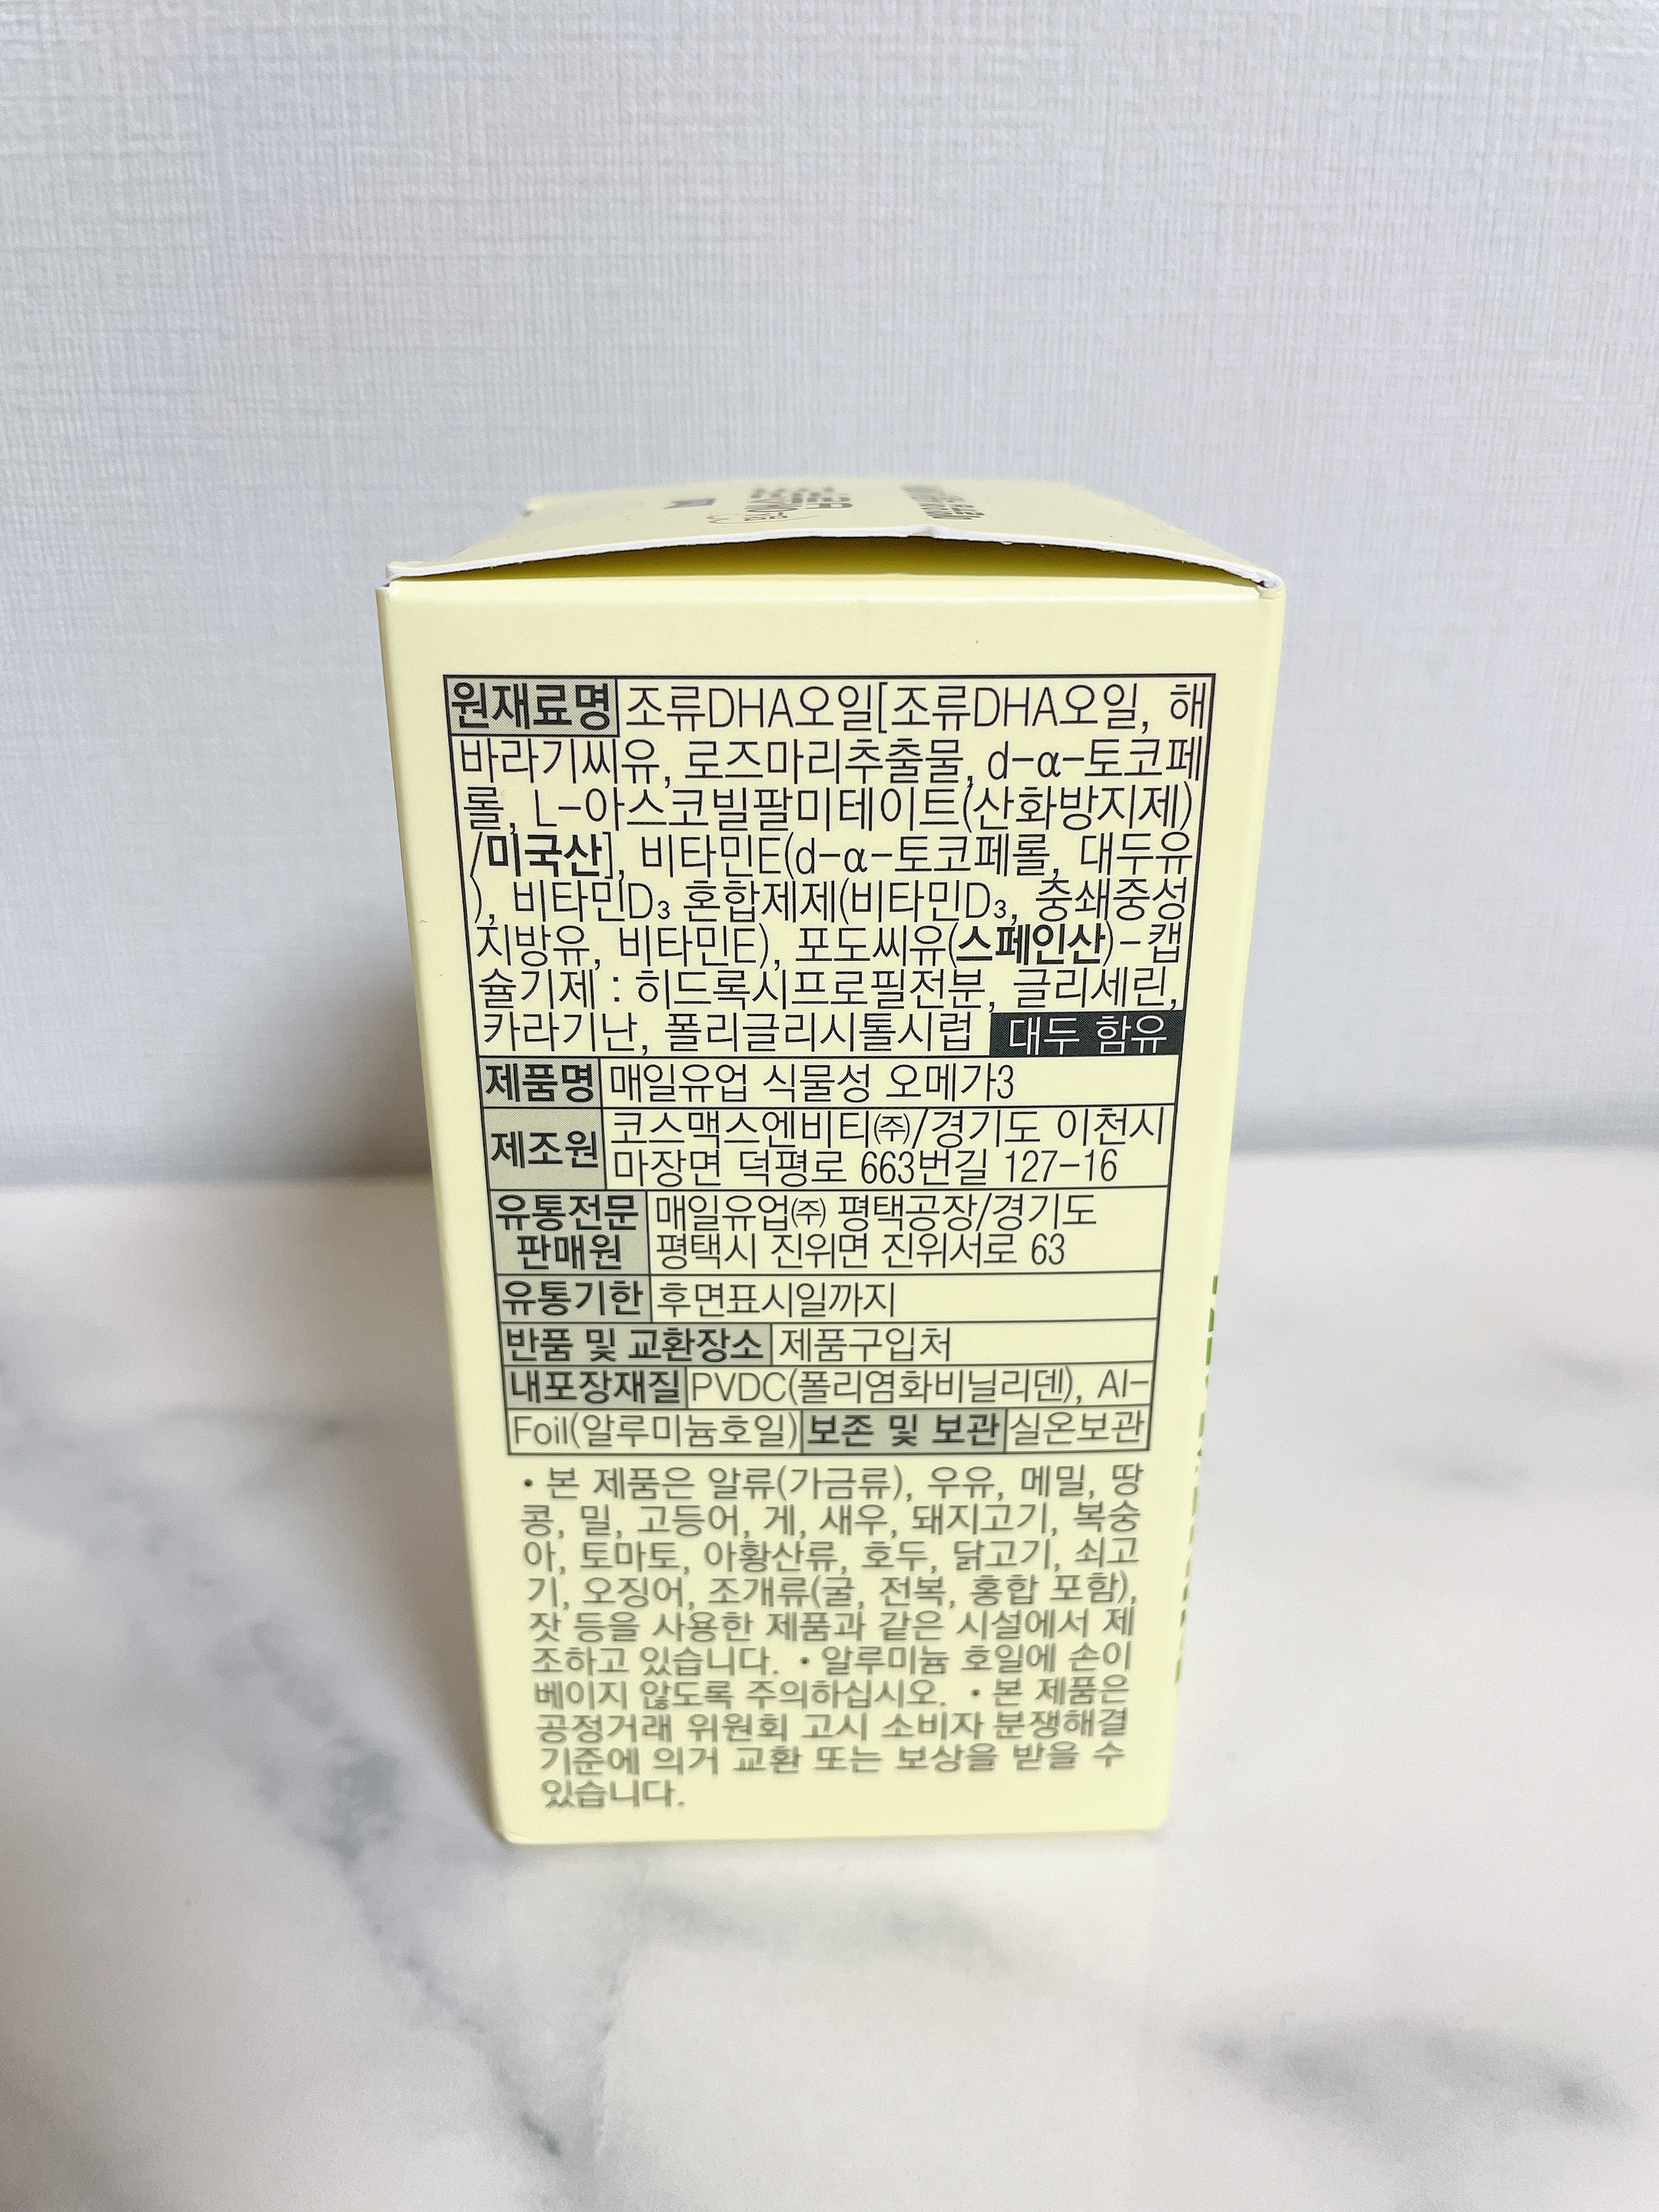 원재료명 조류DHA오일[조류DHA오일, 해
바라기씨유, 로즈마리추출물, d-α-토코페
롤, L-아스코빌팔미테이트(산화방지제)
/미국산], 비타민E(d-α-토코페롤, 대두유
), 비타민D₃ 혼합제제(비타민D₃, 중쇄중성
지방유, 비타민E), 포도씨유(스페인산)-캡
슐기제 : 히드록시프로필전분, 글리세린,
카라기난, 폴리글리시톨시럽 대두 함유
제품명 매일유업 식물성 오메가3
제조원 코스맥스엔비티㈜/경기도 이천시
마장면 덕평로 663번길 127-16
유통전문 매일유업㈜ 평택공장/경기도
판매원 평택시 진위면 진위서로 63
유통기한 후면표시일까지
반품 및 교환장소 제품구입처
내포장재질 PVDC(폴리염화비닐리덴), Al-
Foil(알루미늄호일) 보존 및 보관 실온보관
• 본 제품은 알류(가금류), 우유, 메밀, 땅
콩, 밀, 고등어, 게, 새우, 돼지고기, 복숭
아, 토마토, 아황산류, 호두, 닭고기, 쇠고
기, 오징어, 조개류(굴, 전복, 홍합 포함),
잣 등을 사용한 제품과 같은 시설에서 제
조하고 있습니다. • 알루미늄 호일에 손이
베이지 않도록 주의하십시오. • 본 제품은
공정거래 위원회 고시 소비자 분쟁해결
기준에 의거 교환 또는 보상을 받을 수
있습니다.